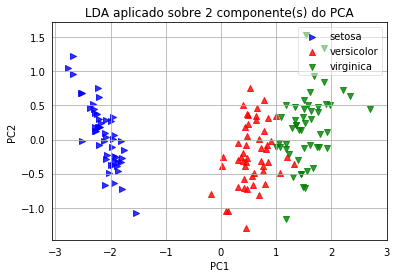 LDA aplicado sobre 2 componente(s) do PCA
setosa
versicolor
virginica
1.5
1.0
0.5
0.0
−0.5
−1.0
PC2
−3
−2
−1
0
1
2
3
PC1